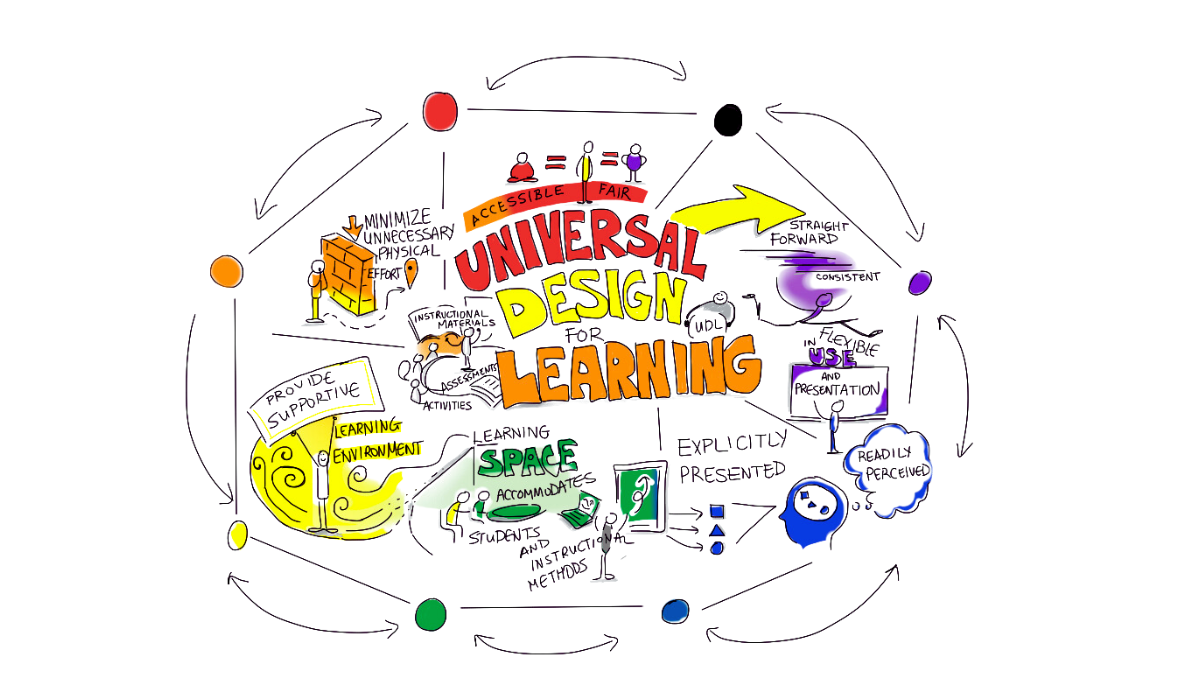 ACCESSIBLE FAIR
UNIVERSAL
DESIGN
FOR
LEARNING
UDL
STRAIGHT
FORWARD
CONSISTENT
IN FLEXIBLE
USE
AND
PRESENTATION
READILY
PERCEIVED
EXPLICITLY
PRESENTED
LEARNING
SPACE
ACCOMMODATES
STUDENTS
AND
INSTRUCTIONAL
METHODS
PROVIDE
SUPPORTIVE
LEARNING
ENVIRONMENT
INSTRUCTIONAL
MATERIALS
ASSESSMENTS
ACTIVITIES
MINIMIZE
UNNECESSARY
PHYSICAL
EFFORT